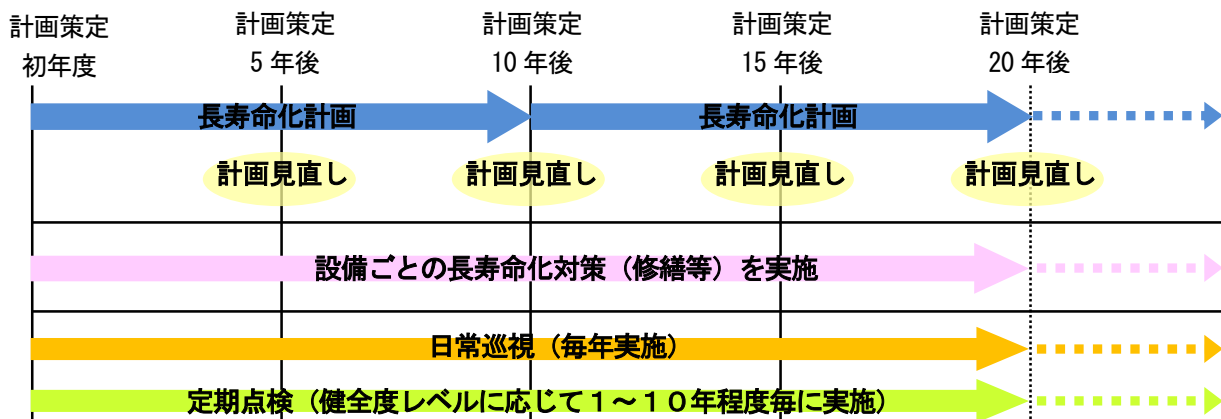 計画策定
初年度
計画策定
5 年後
計画策定
10 年後
計画策定
15 年後
計画策定
20 年後
長寿命化計画
長寿命化計画
計画見直し
計画見直し
計画見直し
計画見直し
設備ごとの長寿命化対策（修繕等）を実施
日常巡視（毎年実施）
定期点検（健全度レベルに応じて１～１０年程度毎に実施）